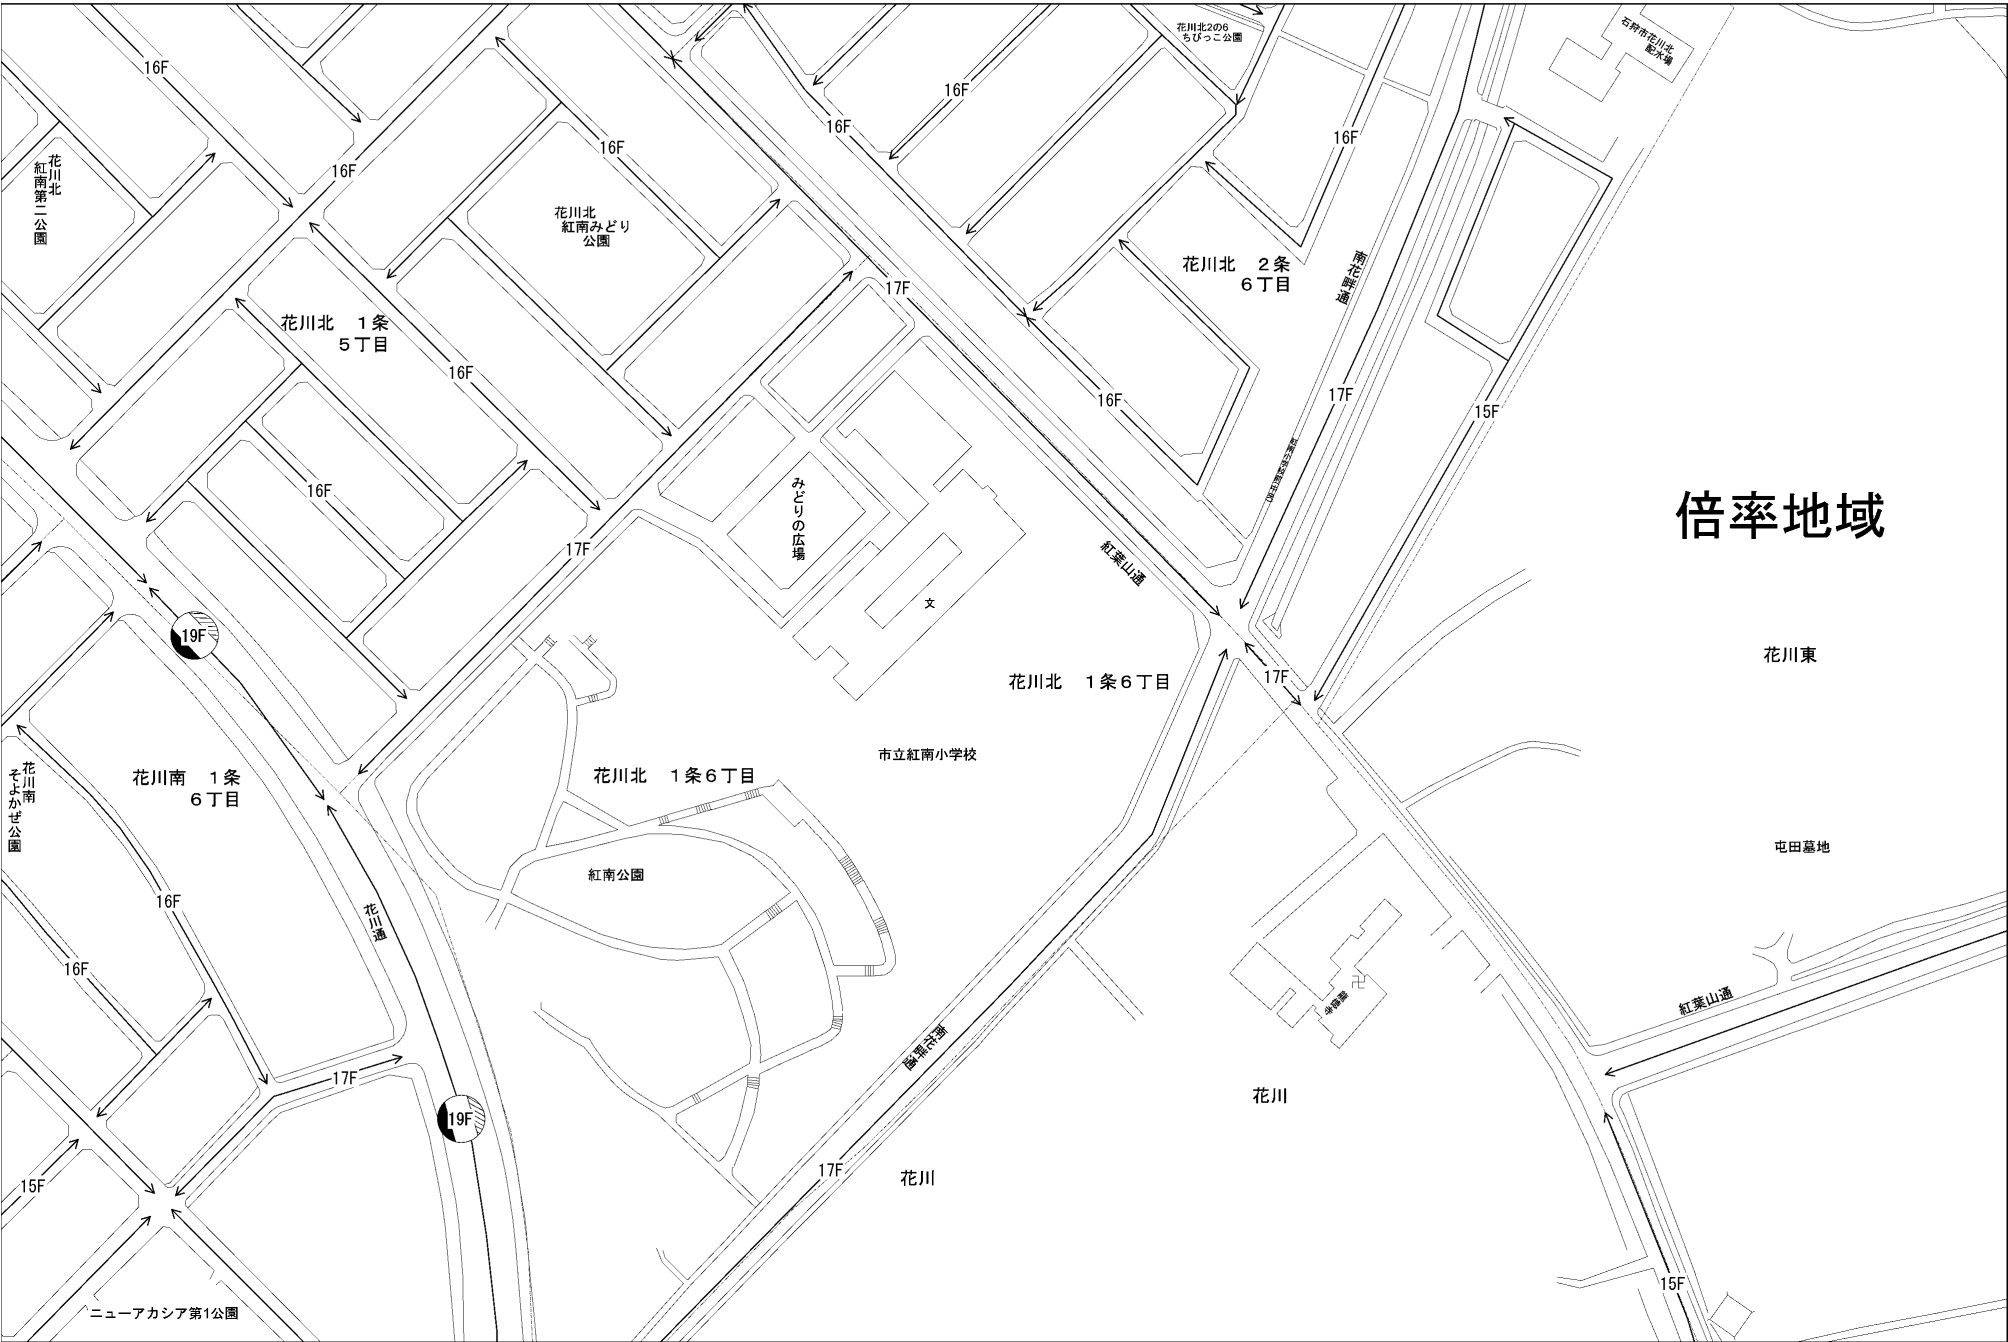 花川北2の6
ちびっこ公園
石狩市花川北
配水場
16F
16F
16F
16F
16F
16F
花川北
紅南第二公園
花川北
紅南みどり
公園
花川北 2条
6丁目
南花畔通
17F
花川北 1条
5丁目
16F
16F
17F
15F
16F
みどりの広場
倍率地域
17F
紅葉山通
文
19F
花川東
17F
花川北 1条6丁目
市立紅南小学校
花川北 1条6丁目
花川南 1条
6丁目
花川南
そよかぜ公園
屯田墓地
紅南公園
16F
花川通
16F
紅葉山通
卍
南花畔通
17F
花川
19F
17F
花川
15F
15F
ニューアカシア第1公園